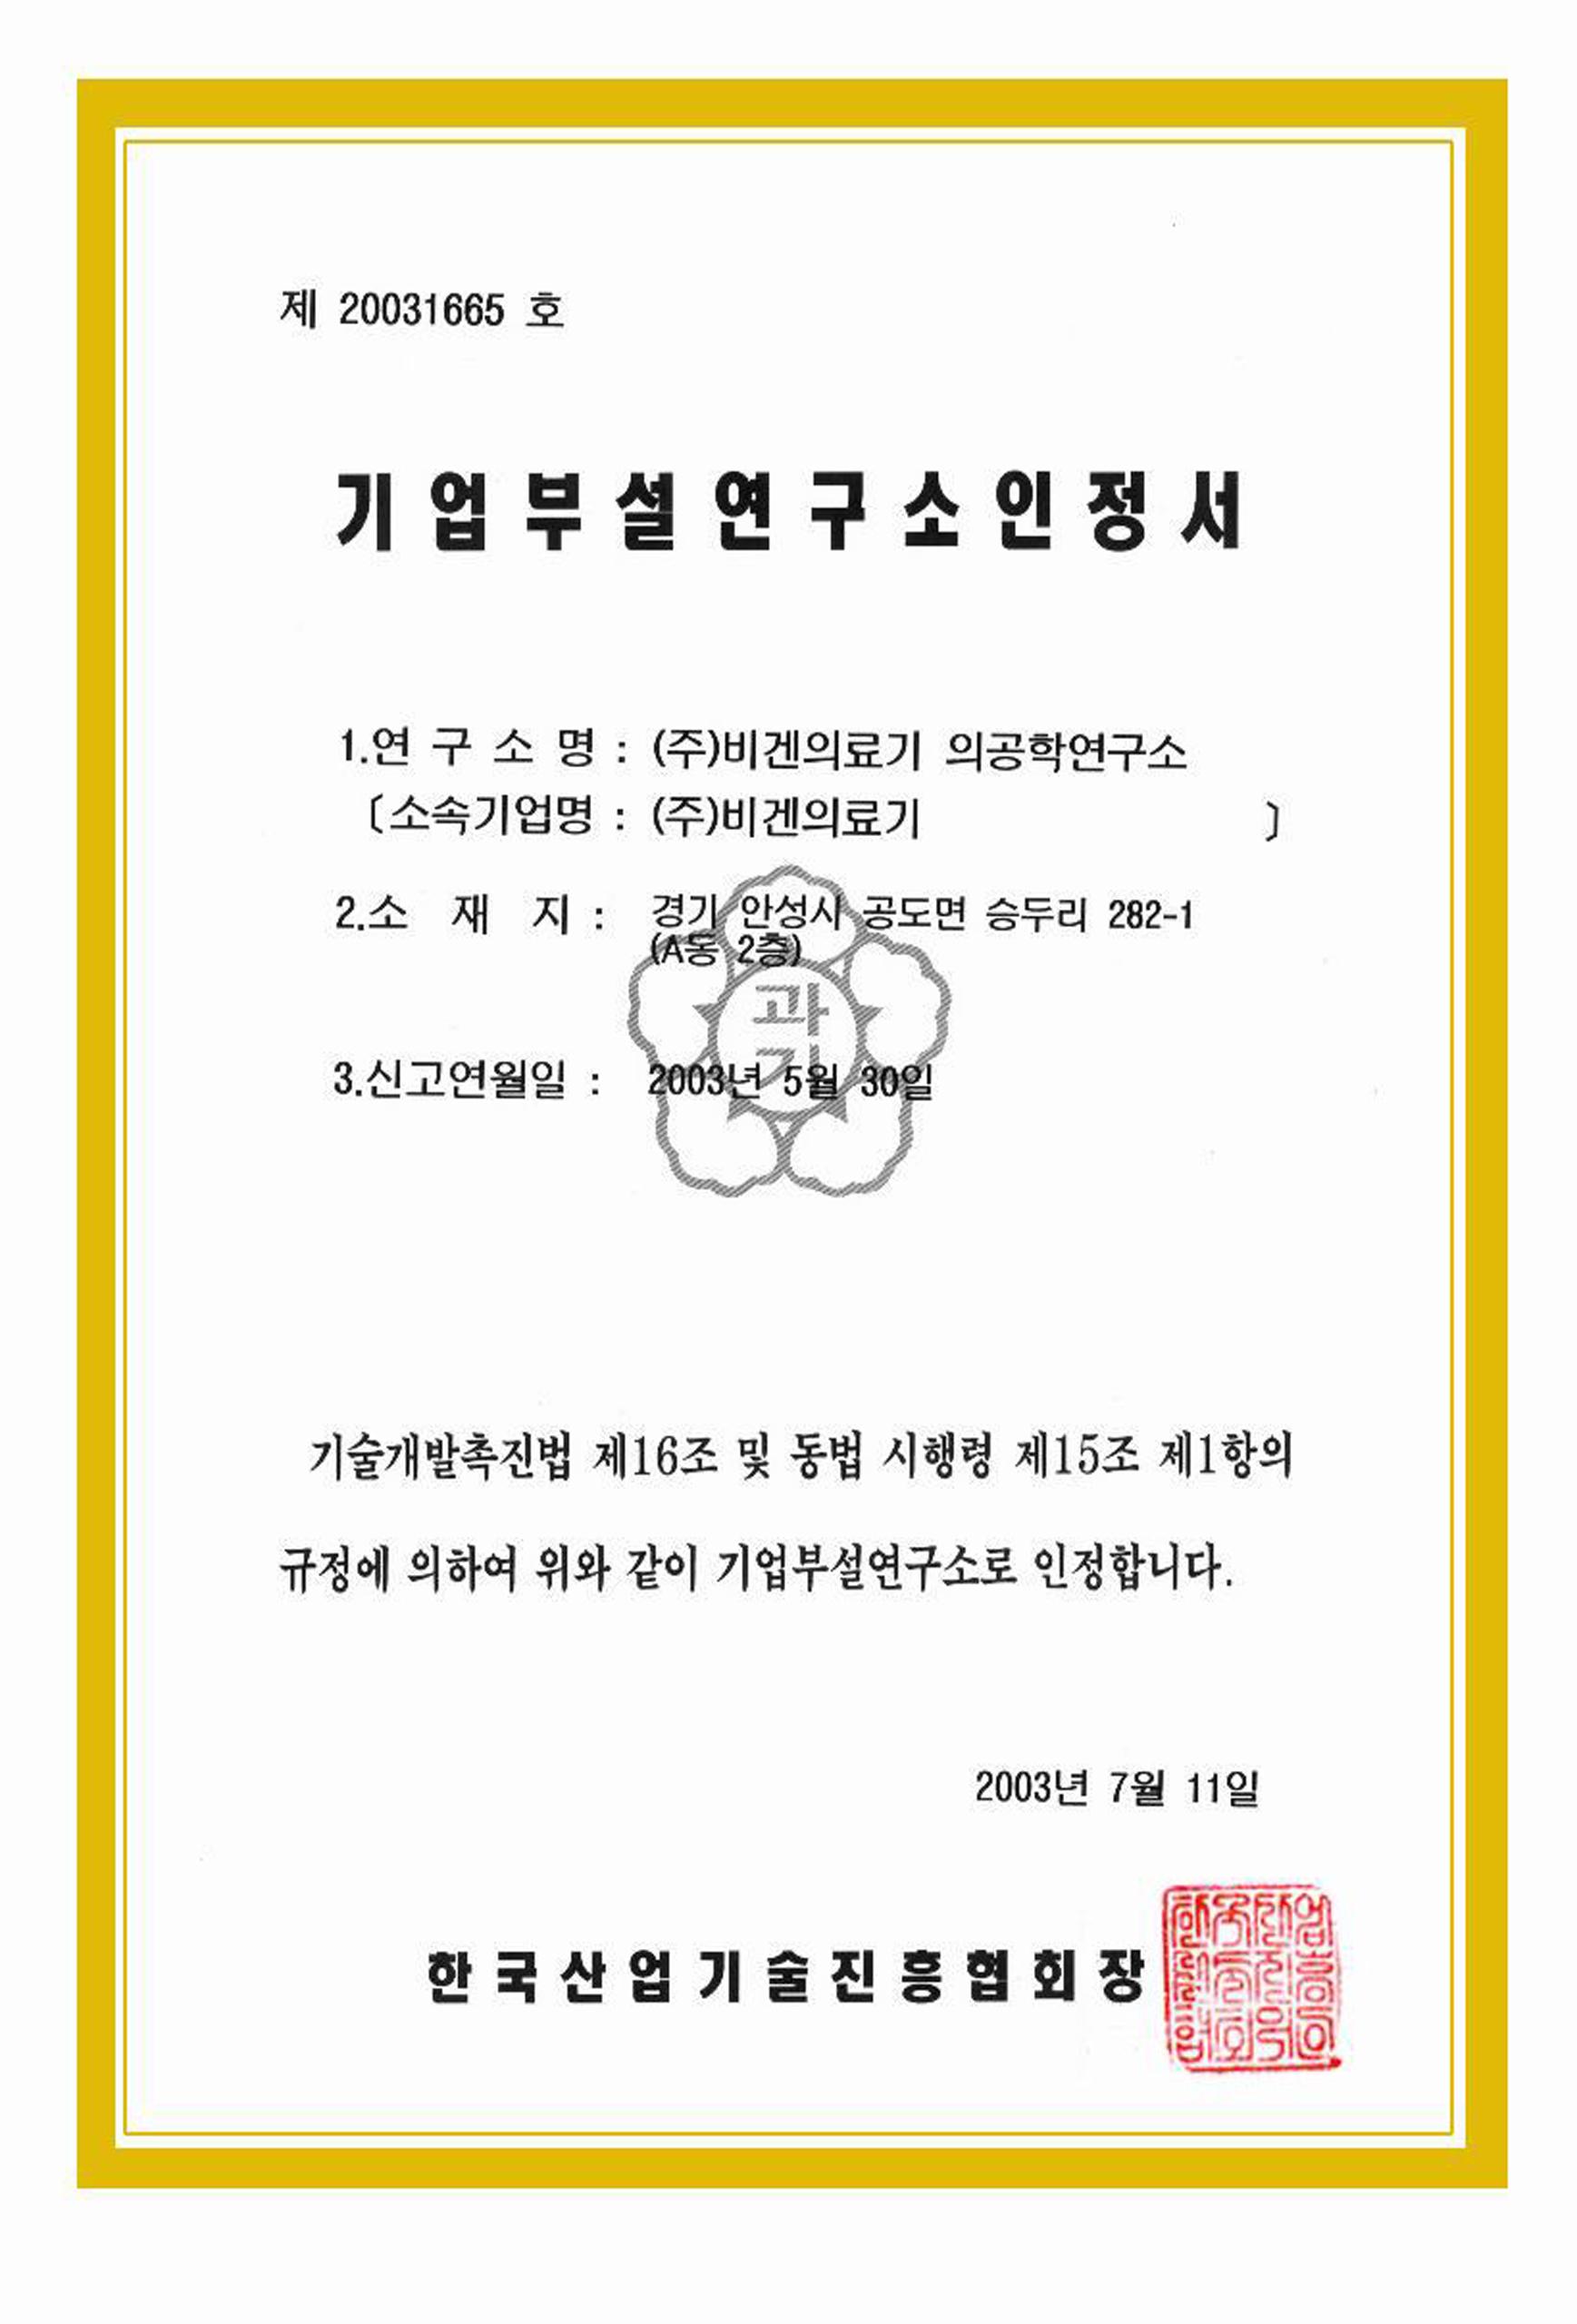 제 20031665 호
기업부설연구소인정서
1.연 구 소 명 : (주)비겐의료기 의공학연구소
〔소속기업명 : (주)비겐의료기 〕
2.소 재 지 : 경기 안성시 공도면 승두리 282-1
(A동 2층)
과기
3.신고연월일 : 2003년 5월 30일
기술개발촉진법 제16조 및 동법 시행령 제15조 제1항의
규정에 의하여 위와 같이 기업부설연구소로 인정합니다.
2003년 7월 11일
한국산업기술진흥협회장